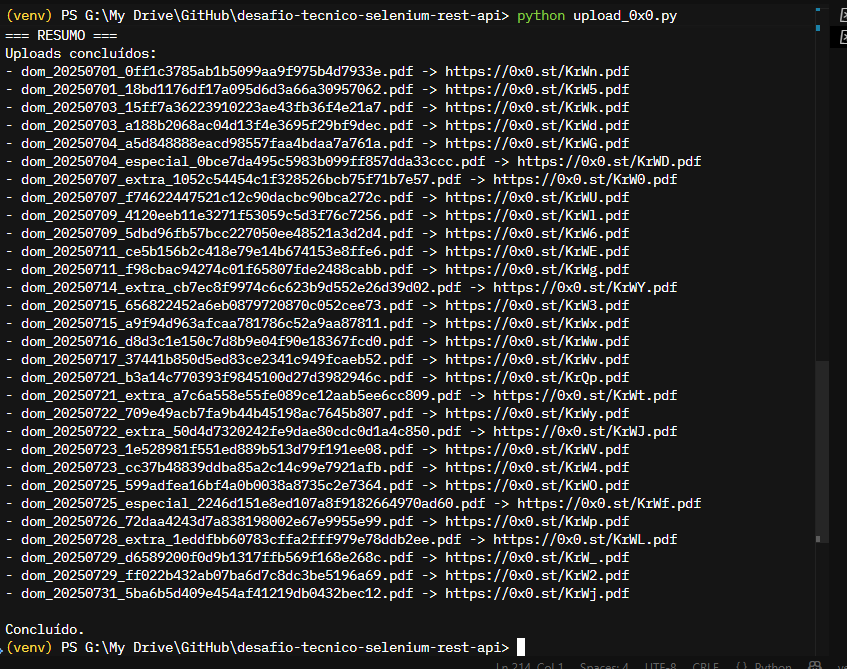 (venv) PS G:\My Drive\GitHub\desafio-tecnico-selenium-rest-api> python upload_0x0.py
=== RESUMO ===
Uploads concluídos:
- dom_20250701_0ff1c3785ab1b5099aa9f975b4d7933e.pdf -> https://0x0.st/KrWn.pdf
- dom_20250701_18bd1176df17a095d6d3a66a30957062.pdf -> https://0x0.st/KrW5.pdf
- dom_20250703_15ff7a36223910223ae43fb36f4e21a7.pdf -> https://0x0.st/KrWk.pdf
- dom_20250703_a188b2068ac04d13f4e3695f29bf9dec.pdf -> https://0x0.st/KrWd.pdf
- dom_20250704_a5d848888eacd98557faa4bdaa7a761a.pdf -> https://0x0.st/KrWG.pdf
- dom_20250704_especial_0bce7da495c5983b099ff857dda33ccc.pdf -> https://0x0.st/KrWD.pdf
- dom_20250707_extra_1052c54454c1f328526bcb75f71b7e57.pdf -> https://0x0.st/KrW0.pdf
- dom_20250707_f74622447521c12c90dacbc90bca272c.pdf -> https://0x0.st/KrWU.pdf
- dom_20250709_4120eeb11e3271f53059c5d3f76c7256.pdf -> https://0x0.st/KrWl.pdf
- dom_20250709_5dbd96fb57bcc227050ee48521a3d2d4.pdf -> https://0x0.st/KrW6.pdf
- dom_20250711_ce5b156b2c418e79e14b674153e8ffe6.pdf -> https://0x0.st/KrWE.pdf
- dom_20250711_f98cbac94274c01f65807fde2488cabb.pdf -> https://0x0.st/KrWg.pdf
- dom_20250714_extra_cb7ec8f9974c6c623b9d552e26d39d02.pdf -> https://0x0.st/KrWY.pdf
- dom_20250715_656822452a6eb0879720870c052cee73.pdf -> https://0x0.st/KrW3.pdf
- dom_20250715_a9f94d963afcaa781786c52a9aa87811.pdf -> https://0x0.st/KrWx.pdf
- dom_20250716_d8d3c1e150c7d8b9e04f90e18367fcd0.pdf -> https://0x0.st/KrWw.pdf
- dom_20250717_37441b850d5ed83ce2341c949fcaeb52.pdf -> https://0x0.st/KrWv.pdf
- dom_20250721_b3a14c770393f9845100d27d3982946c.pdf -> https://0x0.st/KrQp.pdf
- dom_20250721_extra_a7c6a558e55fe089ce12aab5ee6cc809.pdf -> https://0x0.st/KrWt.pdf
- dom_20250722_709e49acb7fa9b44b45198ac7645b807.pdf -> https://0x0.st/KrWy.pdf
- dom_20250722_extra_50d4d7320242fe9dae80cdc0d1a4c850.pdf -> https://0x0.st/KrWJ.pdf
- dom_20250723_1e528981f551ed889b513d79f191ee08.pdf -> https://0x0.st/KrWV.pdf
- dom_20250723_cc37b48839ddba85a2c14c99e7921afb.pdf -> https://0x0.st/KrW4.pdf
- dom_20250725_599adfea16bf4a0b0038a8735c2e7364.pdf -> https://0x0.st/KrWO.pdf
- dom_20250725_especial_2246d151e8ed107a8f9182664970ad60.pdf -> https://0x0.st/KrWf.pdf
- dom_20250726_72daa4243d7a838198002e67e9955e99.pdf -> https://0x0.st/KrWp.pdf
- dom_20250728_extra_1eddfbb60783cffa2fff979e78ddb2ee.pdf -> https://0x0.st/KrWL.pdf
- dom_20250729_d6589200f0d9b1317ffb569f168e268c.pdf -> https://0x0.st/KrW_.pdf
- dom_20250729_ff022b432ab07ba6d7c8dc3be5196a69.pdf -> https://0x0.st/KrW2.pdf
- dom_20250731_5ba6b5d409e454af41219db0432bec12.pdf -> https://0x0.st/KrWj.pdf
Concluído.
(venv) PS G:\My Drive\GitHub\desafio-tecnico-selenium-rest-api>
Ln 214, Col 1 Spaces: 4 UTF-8 CRLF {} Python